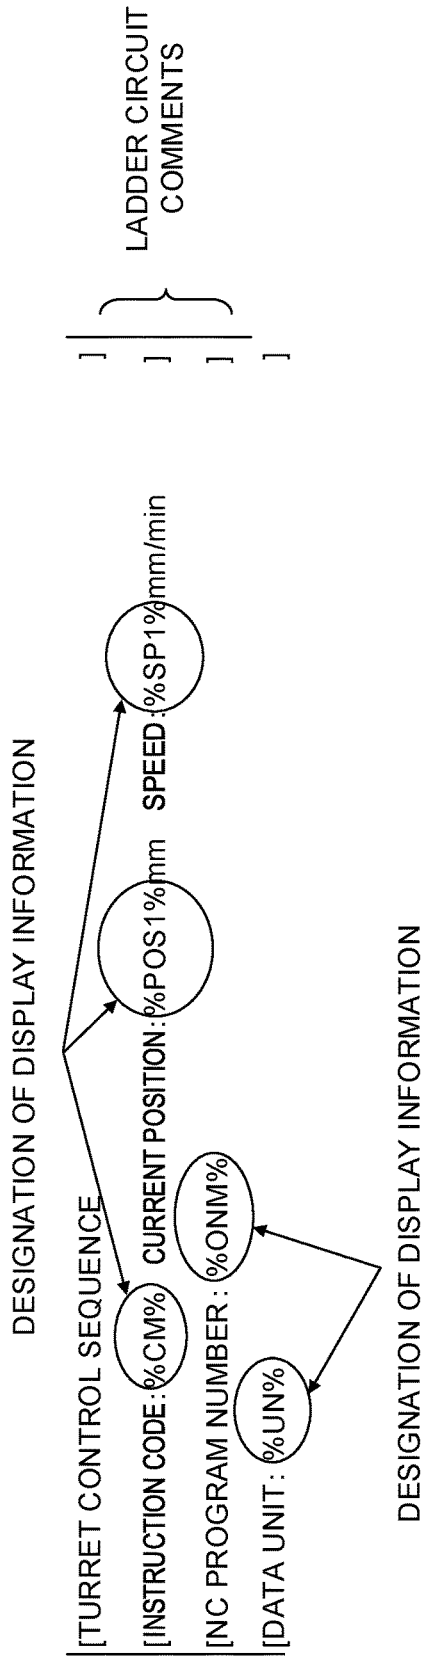 DESIGNATION OF DISPLAY INFORMATION
[TURRET CONTROL SEQUENCE ]
[INSTRUCTION CODE: %CM% CURRENT POSITION: %POS1%mm SPEED: %SP1%mm/min ]
[NC PROGRAM NUMBER: %ONM% ]
[DATA UNIT: %UN% ]
LADDER CIRCUIT
COMMENTS
DESIGNATION OF DISPLAY INFORMATION